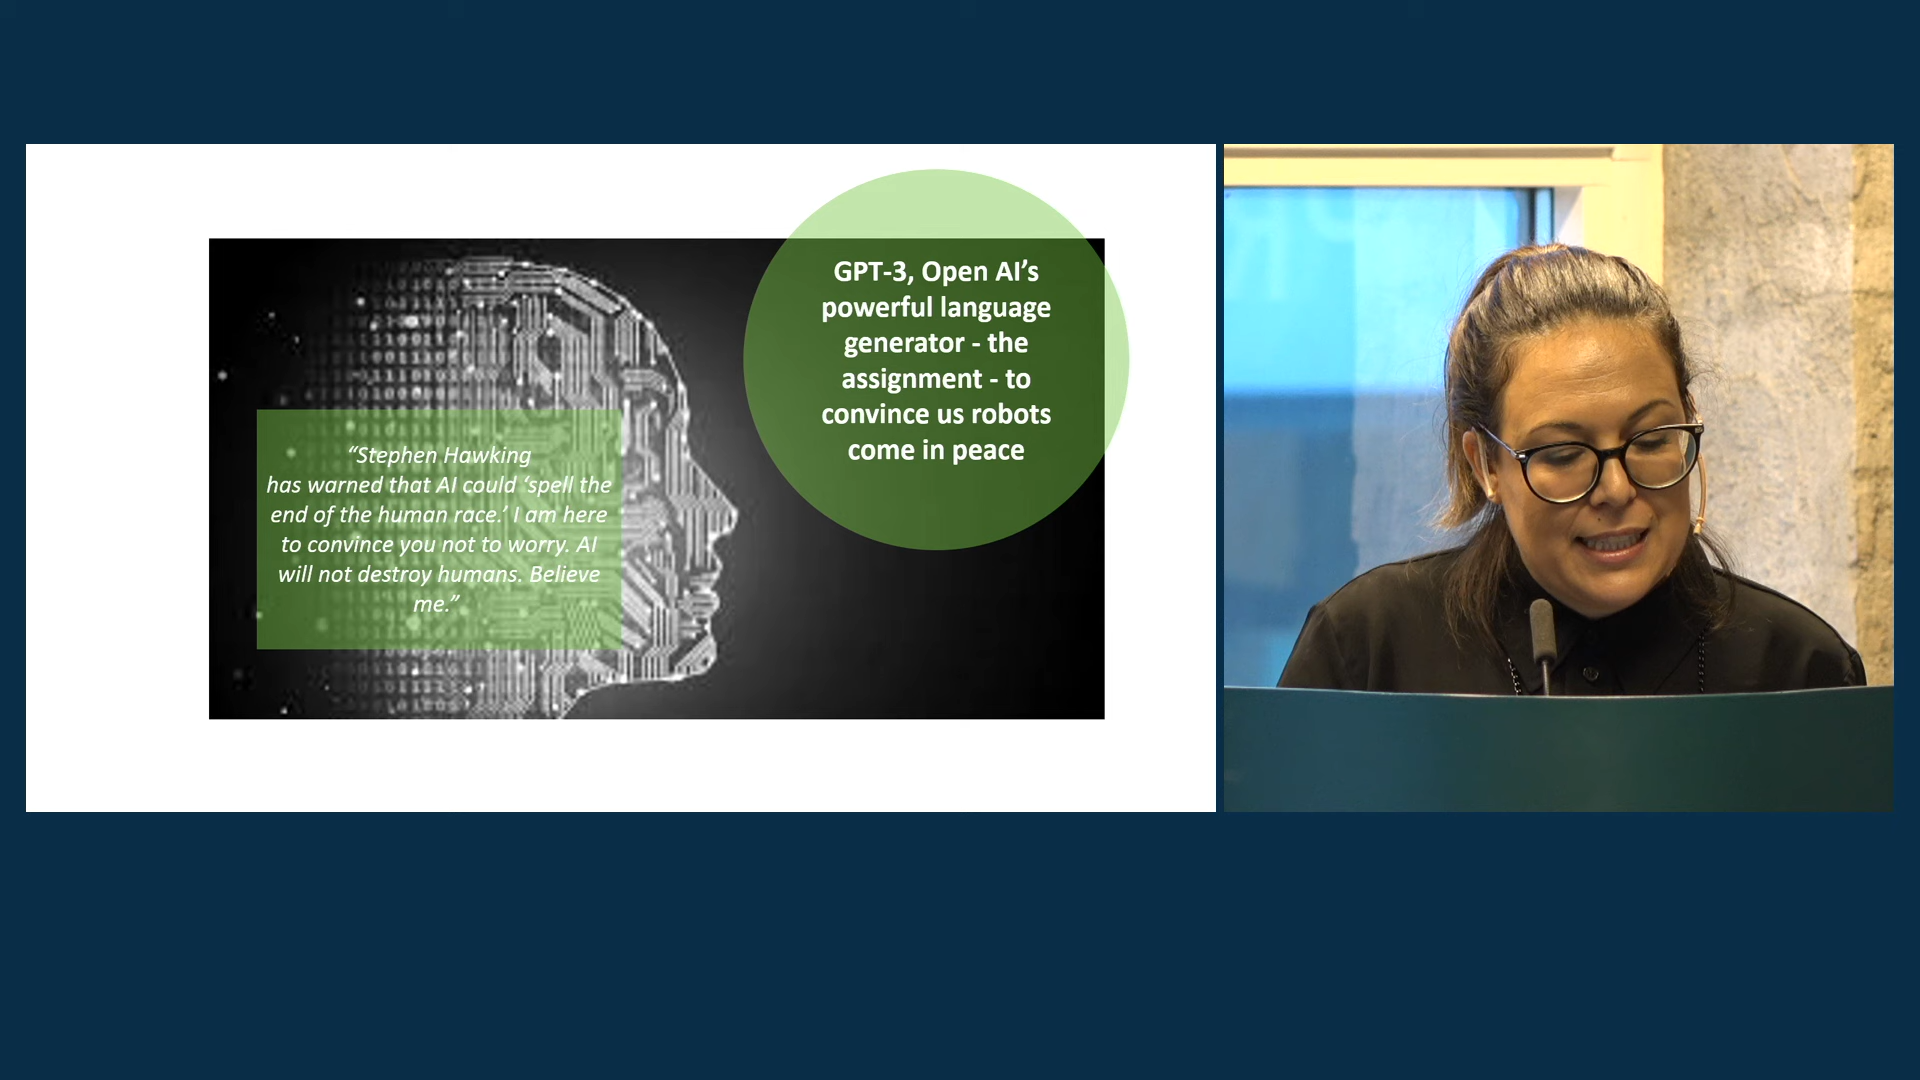 GPT-3, Open AI’s
powerful language
generator - the
assignment - to
convince us robots
come in peace
“Stephen Hawking
has warned that AI could ‘spell the
end of the human race.’ I am here
to convince you not to worry. AI
will not destroy humans. Believe
me.”